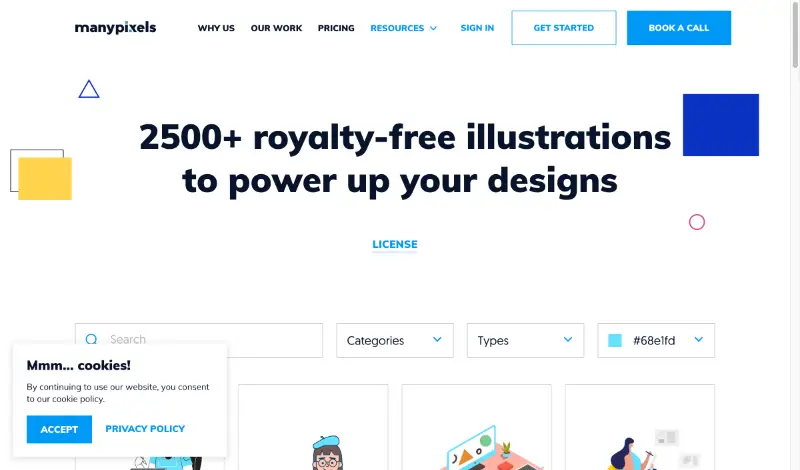 manypixels WHY US OUR WORK PRICING RESOURCES SIGN IN GET STARTED BOOK A CALL
2500+ royalty-free illustrations
to power up your designs
LICENSE
Search Categories Types #68e1fd
Mmm... cookies!
By continuing to use our website, you consent
to our cookie policy.
ACCEPT PRIVACY POLICY